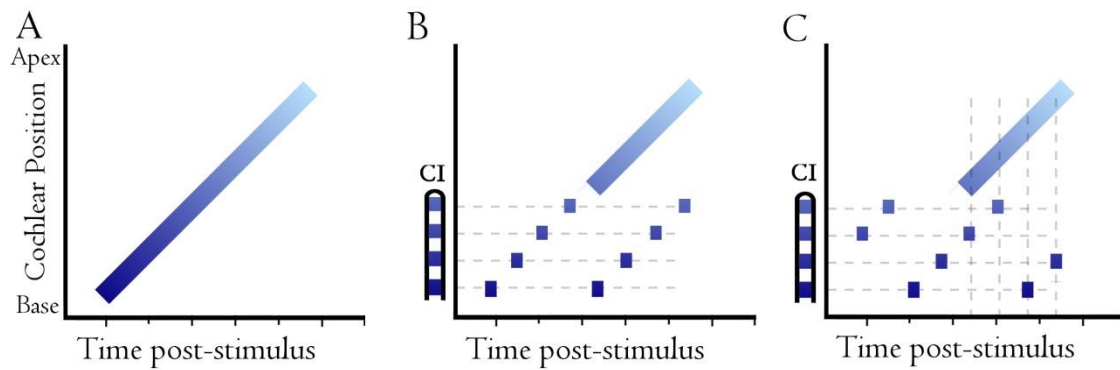 A
Apex
Cochlear Position
Base
Time post-stimulus
B
CI
Time post-stimulus
C
CI
Time post-stimulus